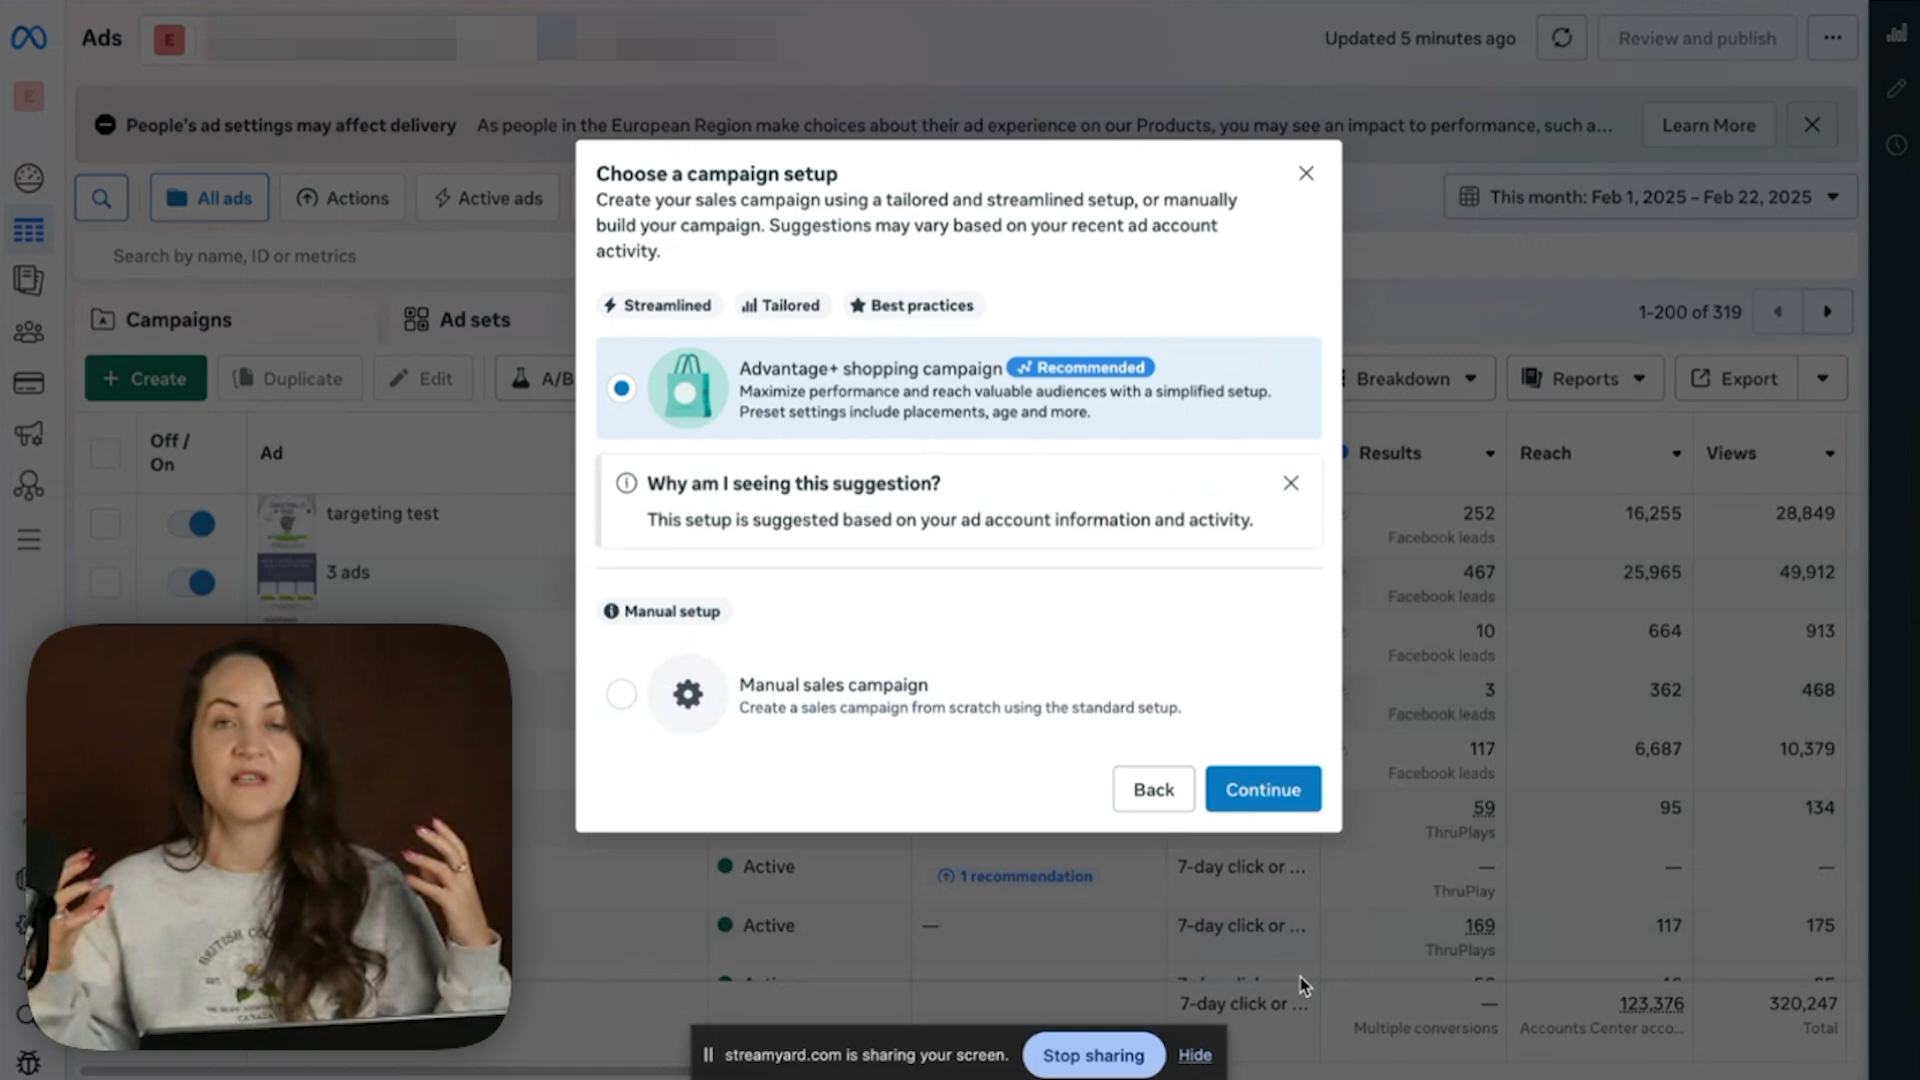 Ads
E
Updated 5 minutes ago
Review and publish
E
People's ad settings may affect delivery As people in the European Region make choices about their ad experience on our Products, you may see an impact to performance, such a...
Learn More
All ads
Actions
Active ads
This month: Feb 1, 2025 – Feb 22, 2025
Search by name, ID or metrics
Campaigns
Ad sets
1-200 of 319
+ Create
Duplicate
Edit
A/B
Breakdown
Reports
Export
Off /
On
Ad
Results
Reach
Views
targeting test
252
16,255
28,849
Facebook leads
3 ads
467
25,965
49,912
Facebook leads
10
664
913
Facebook leads
3
362
468
Facebook leads
117
6,687
10,379
Facebook leads
59
95
134
ThruPlays
Active
1 recommendation
7-day click or ...
—
—
—
ThruPlay
Active
—
7-day click or ...
169
117
175
ThruPlays
7-day click or ...
—
123,376
320,247
Multiple conversions
Accounts Center acco...
Total
Choose a campaign setup
Create your sales campaign using a tailored and streamlined setup, or manually
build your campaign. Suggestions may vary based on your recent ad account
activity.
Streamlined
Tailored
Best practices
Advantage+ shopping campaign
Recommended
Maximize performance and reach valuable audiences with a simplified setup.
Preset settings include placements, age and more.
Why am I seeing this suggestion?
This setup is suggested based on your ad account information and activity.
Manual setup
Manual sales campaign
Create a sales campaign from scratch using the standard setup.
Back
Continue
BRITISH
CANADA
streamyard.com is sharing your screen.
Stop sharing
Hide